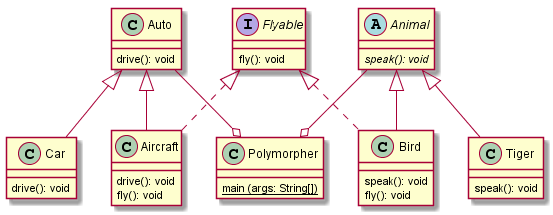 C Auto
drive(): void
I Flyable
fly(): void
A Animal
speak(): void
C Car
drive(): void
C Aircraft
drive(): void
fly(): void
C Polymorpher
main (args: String[])
C Bird
speak(): void
fly(): void
C Tiger
speak(): void